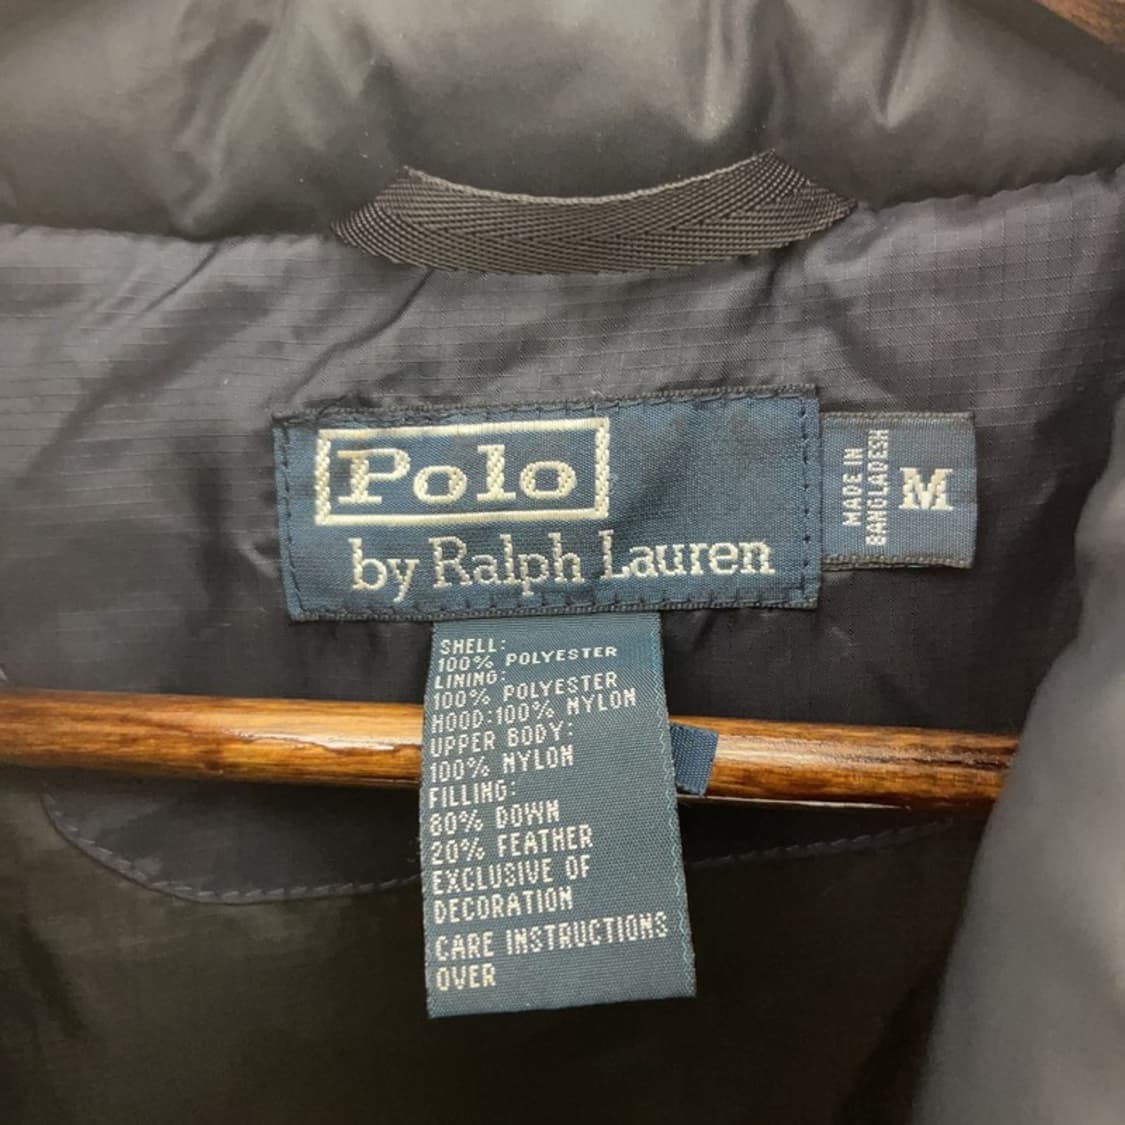 Polo
by Ralph Lauren
MADE IN
BANGLADESH
M
SHELL:
100% POLYESTER
LINING:
100% POLYESTER
HOOD:100% NYLON
UPPER BODY:
100% NYLON
FILLING:
80% DOWN
20% FEATHER
EXCLUSIVE OF
DECORATION
CARE INSTRUCTIONS
OVER